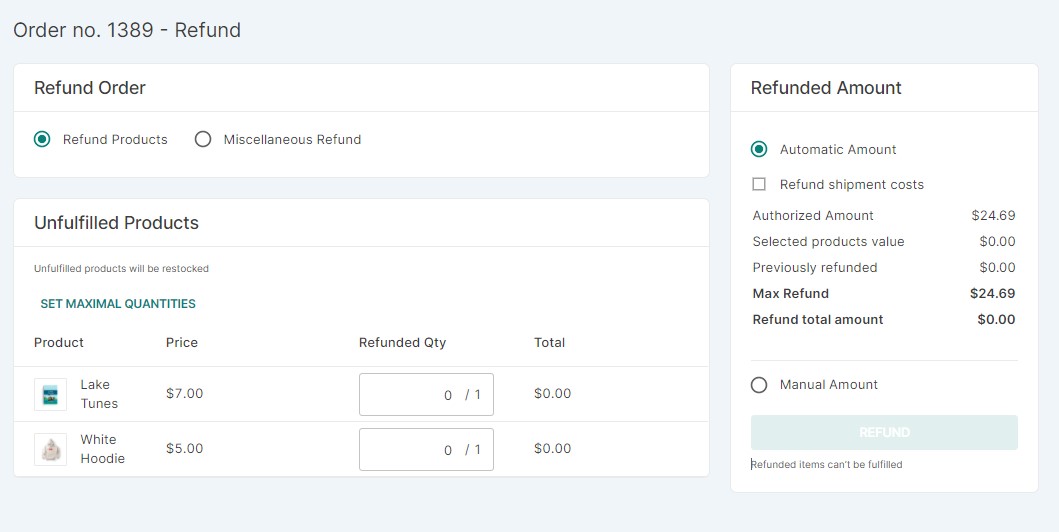 Order no. 1389 - Refund
Refund Order
Refund Products Miscellaneous Refund
Unfulfilled Products
Unfulfilled products will be restocked
SET MAXIMAL QUANTITIES
Product Price Refunded Qty Total
Lake Tunes $7.00 0 / 1 $0.00
White Hoodie $5.00 0 / 1 $0.00
Refunded Amount
Automatic Amount
Refund shipment costs
Authorized Amount $24.69
Selected products value $0.00
Previously refunded $0.00
Max Refund $24.69
Refund total amount $0.00
Manual Amount
REFUND
Refunded items can't be fulfilled